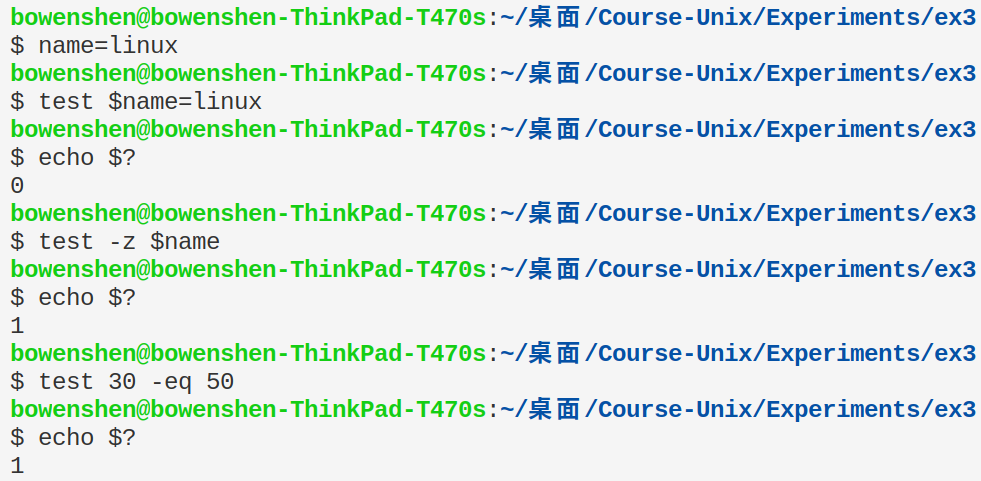 bowenshen@bowenshen-ThinkPad-T470s:~/桌面/Course-Unix/Experiments/ex3
$ name=linux
bowenshen@bowenshen-ThinkPad-T470s:~/桌面/Course-Unix/Experiments/ex3
$ test $name=linux
bowenshen@bowenshen-ThinkPad-T470s:~/桌面/Course-Unix/Experiments/ex3
$ echo $?
0
bowenshen@bowenshen-ThinkPad-T470s:~/桌面/Course-Unix/Experiments/ex3
$ test -z $name
bowenshen@bowenshen-ThinkPad-T470s:~/桌面/Course-Unix/Experiments/ex3
$ echo $?
1
bowenshen@bowenshen-ThinkPad-T470s:~/桌面/Course-Unix/Experiments/ex3
$ test 30 -eq 50
bowenshen@bowenshen-ThinkPad-T470s:~/桌面/Course-Unix/Experiments/ex3
$ echo $?
1